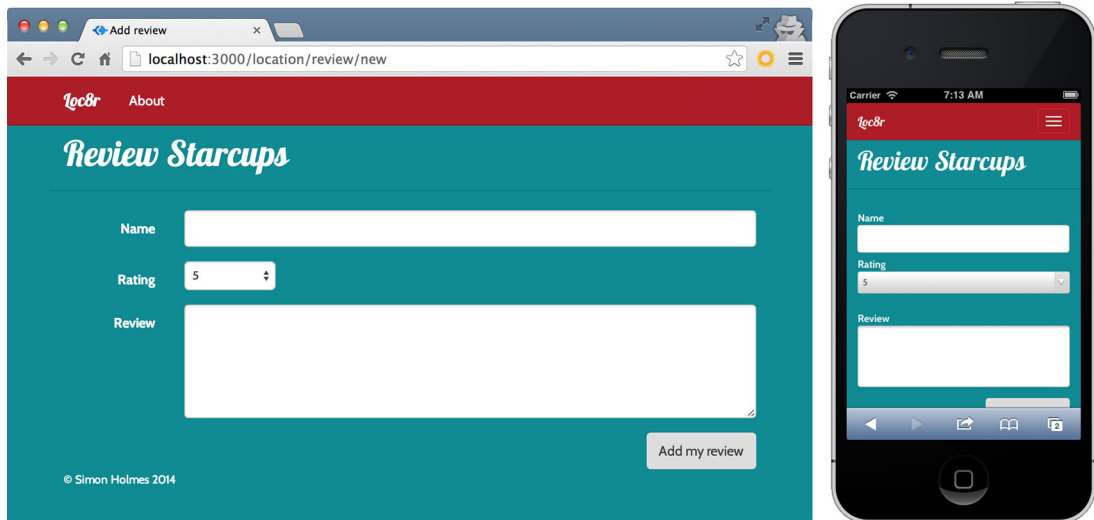 Add review
localhost:3000/location/review/new
Loc8r About
Review Starcups
Name
Rating 5
Review
Add my review
© Simon Holmes 2014
Carrier 7:13 AM
Loc8r
Review Starcups
Name
Rating
5
Review
2